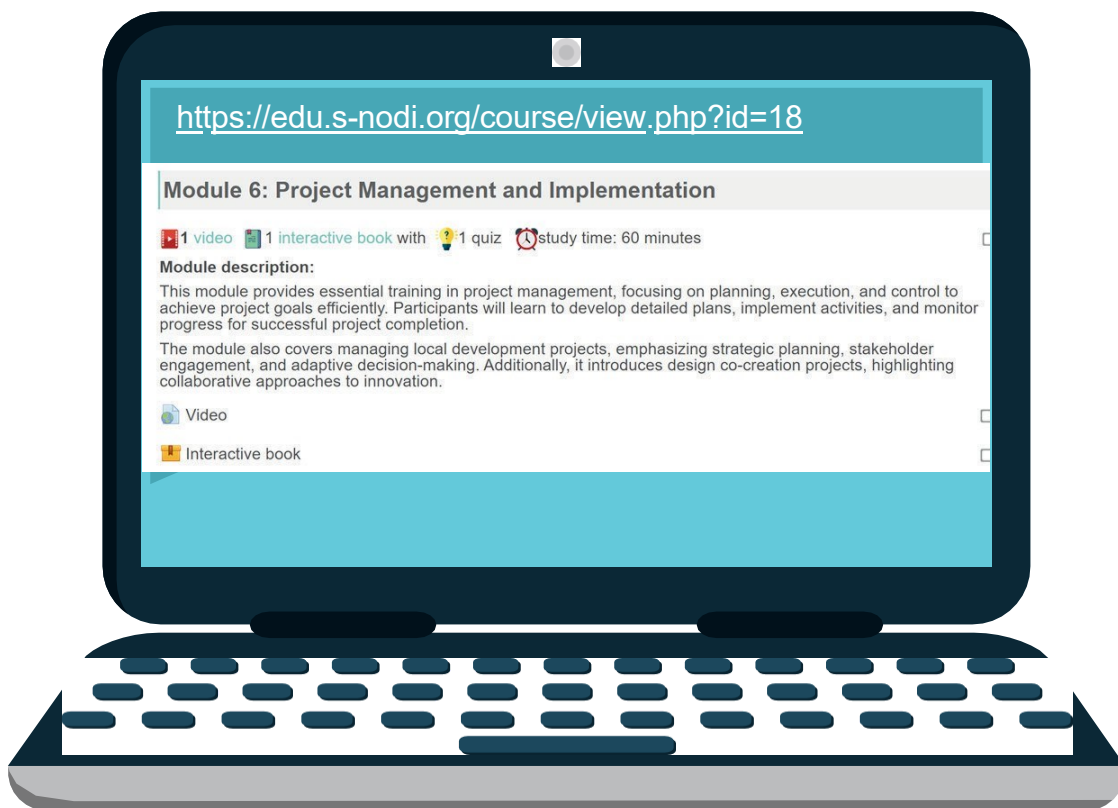 https://edu.s-nodi.org/course/view.php?id=18
Module 6: Project Management and Implementation
1 video 1 interactive book with 1 quiz study time: 60 minutes
Module description:
This module provides essential training in project management, focusing on planning, execution, and control to
achieve project goals efficiently. Participants will learn to develop detailed plans, implement activities, and monitor
progress for successful project completion.
The module also covers managing local development projects, emphasizing strategic planning, stakeholder
engagement, and adaptive decision-making. Additionally, it introduces design co-creation projects, highlighting
collaborative approaches to innovation.
Video
Interactive book